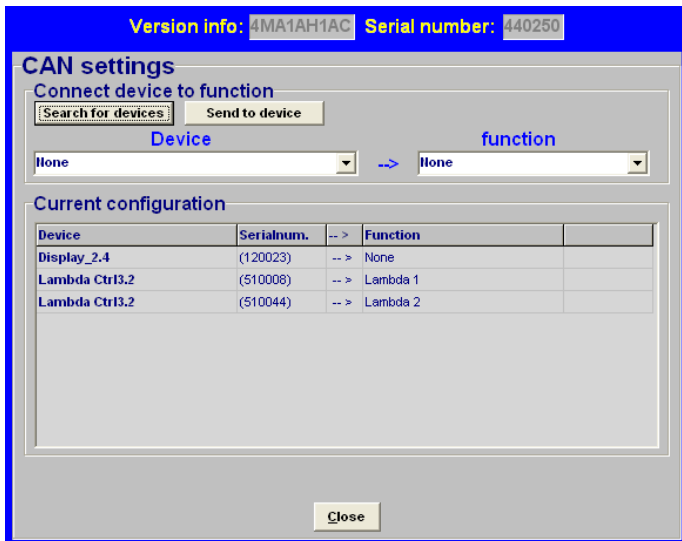 Version info: 4MA1AH1AC Serial number: 440250
CAN settings
Connect device to function
Search for devices Send to device
Device function
None --> None
Current configuration
Device Serialnum. -- > Function
Display_2.4 (120023) -- > None
Lambda Ctrl3.2 (510008) -- > Lambda 1
Lambda Ctrl3.2 (510044) -- > Lambda 2
Close